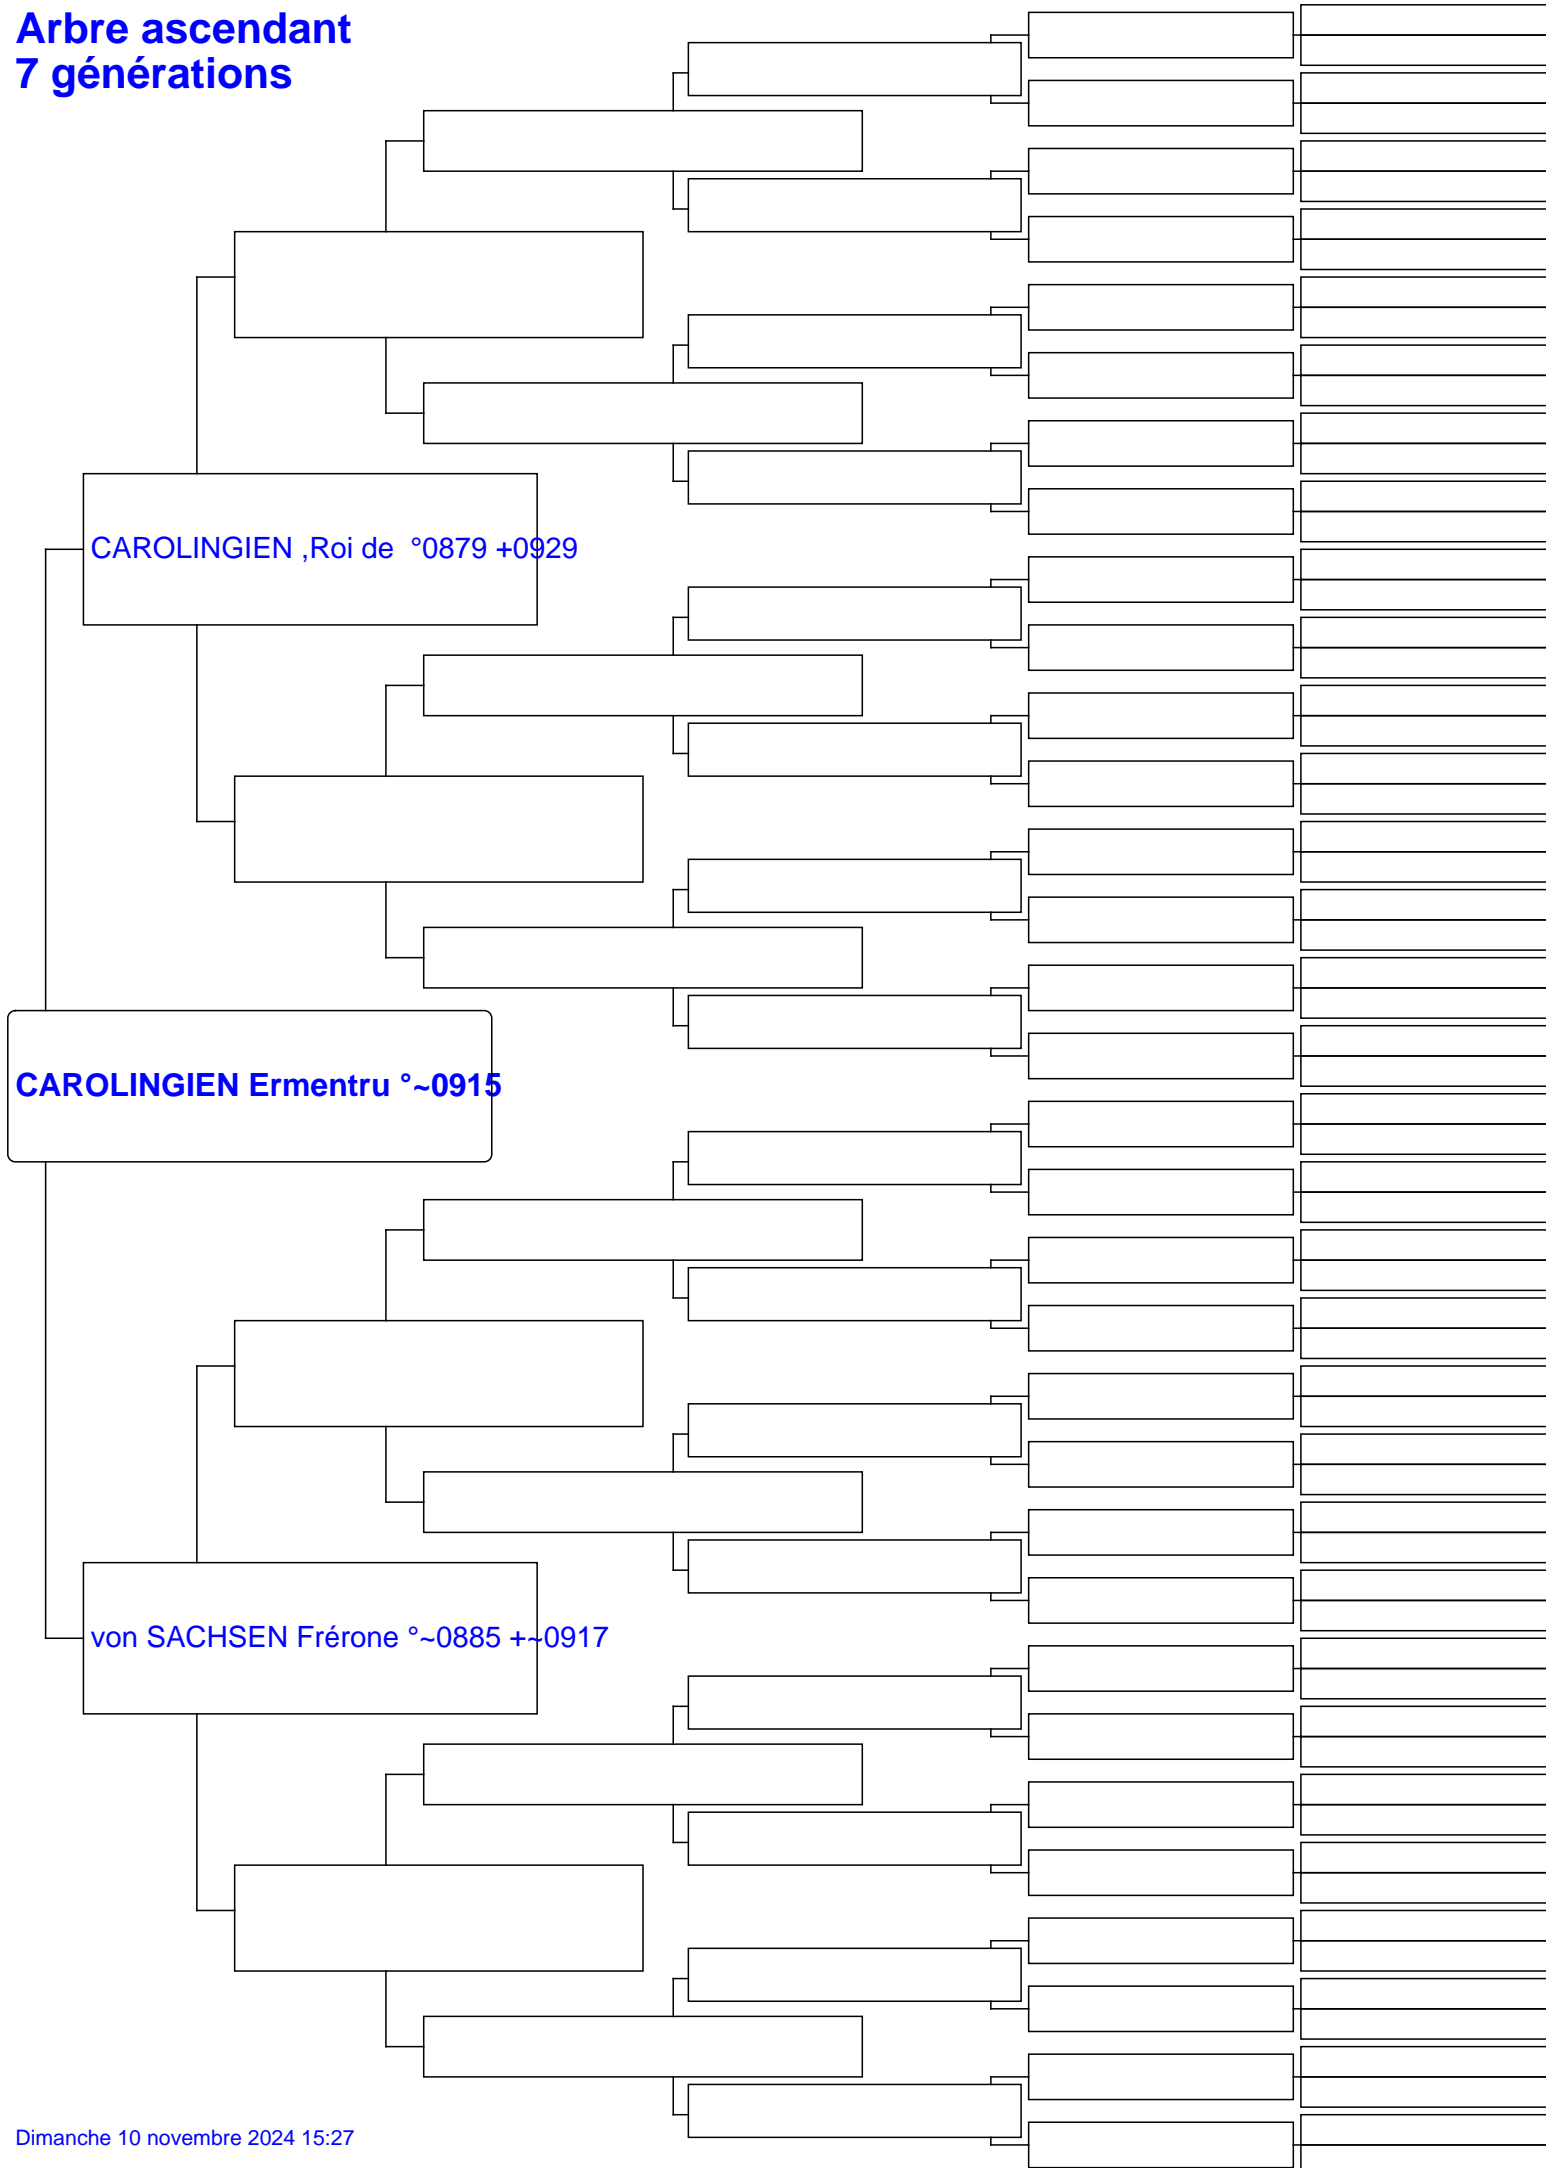 Arbre ascendant
7 générations
CAROLINGIEN ,Roi de  °0879 +0929
CAROLINGIEN Ermentru °~0915
von SACHSEN Frérone °~0885 +~0917
Dimanche 10 novembre 2024 15:27